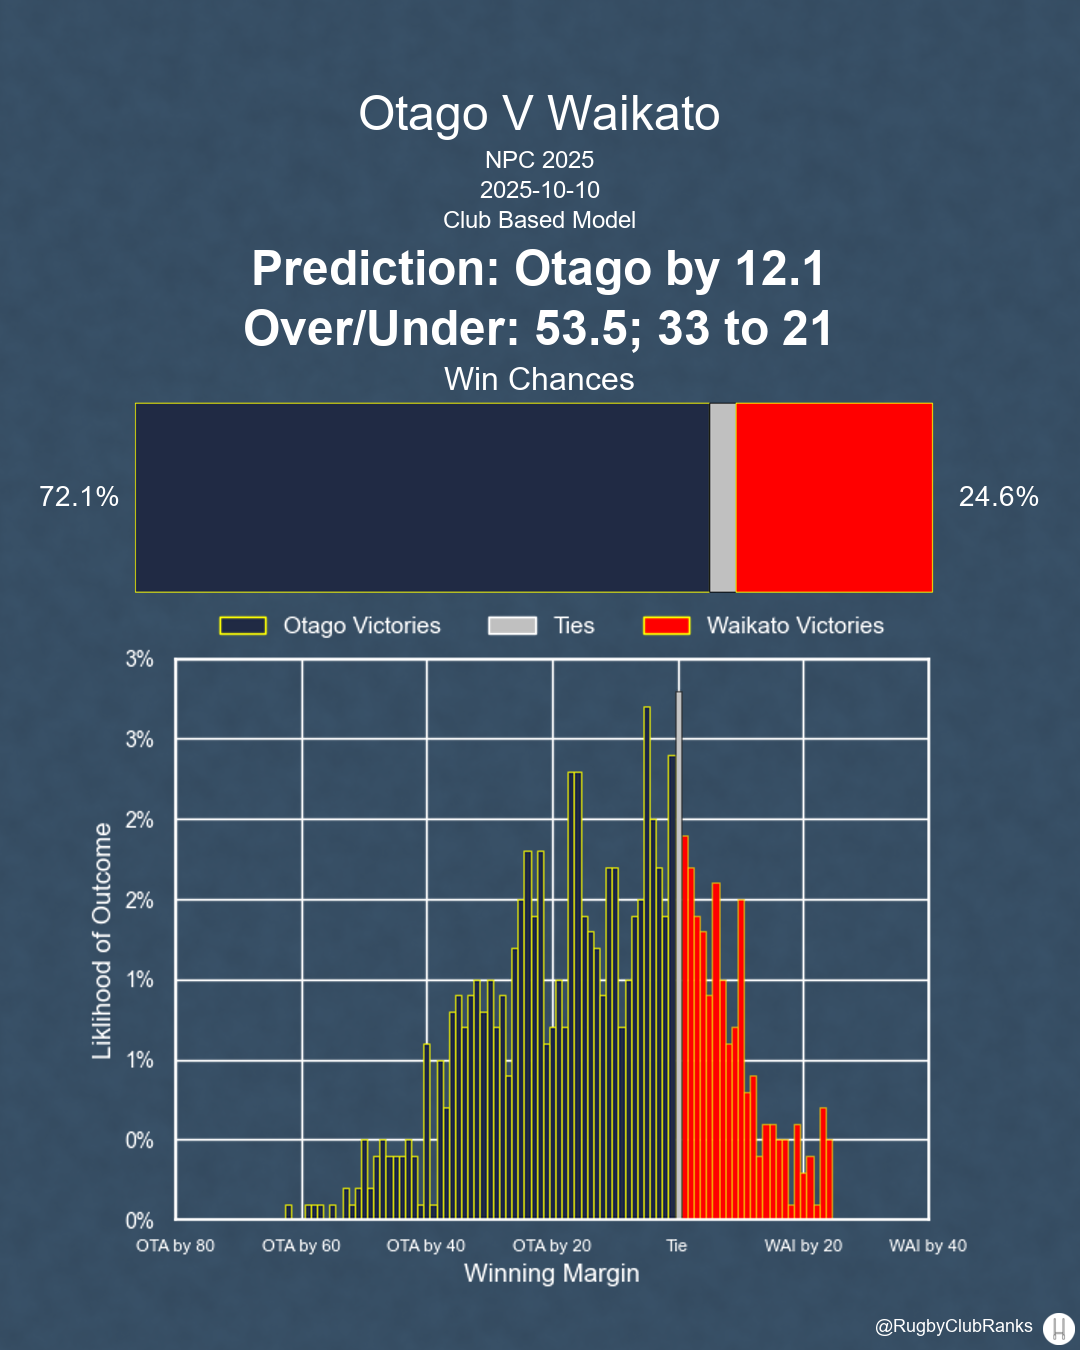 Otago V Waikato
NPC 2025
2025-10-10
Club Based Model
Prediction: Otago by 12.1
Over/Under: 53.5; 33 to 21
Win Chances
72.1%
24.6%
Otago Victories
Ties
Waikato Victories
3%
3%
2%
2%
1%
1%
0%
0%
Liklihood of Outcome
OTA by 80
OTA by 60
OTA by 40
OTA by 20
Tie
WAI by 20
WAI by 40
Winning Margin
@RugbyClubRanks